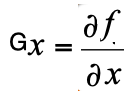 Gx = ∂f / ∂x